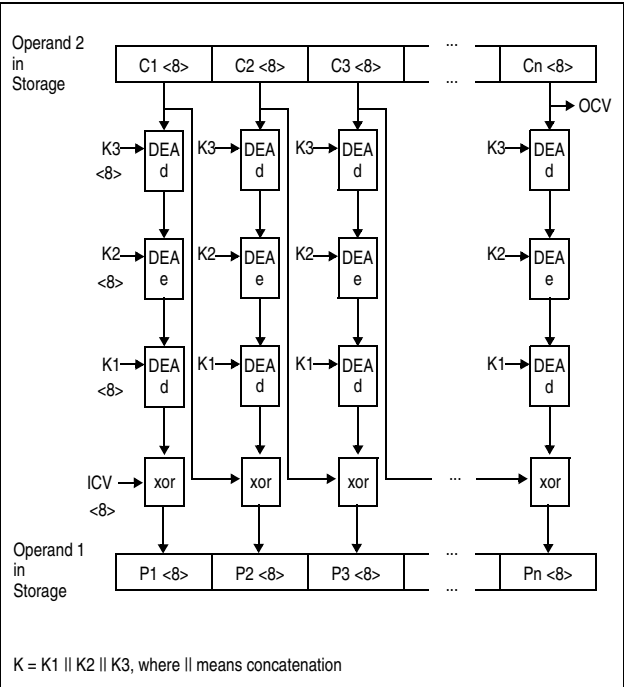 Operand 2
in
Storage
C1 <8> C2 <8> C3 <8> ... ... Cn <8>
OCV
K3 <8> DEA d K3 DEA d K3 DEA d K3 DEA d
K2 <8> DEA e K2 DEA e K2 DEA e K2 DEA e
K1 <8> DEA d K1 DEA d K1 DEA d K1 DEA d
ICV <8> xor xor xor ... xor
Operand 1
in
Storage
P1 <8> P2 <8> P3 <8> ... ... Pn <8>
K = K1 || K2 || K3, where || means concatenation